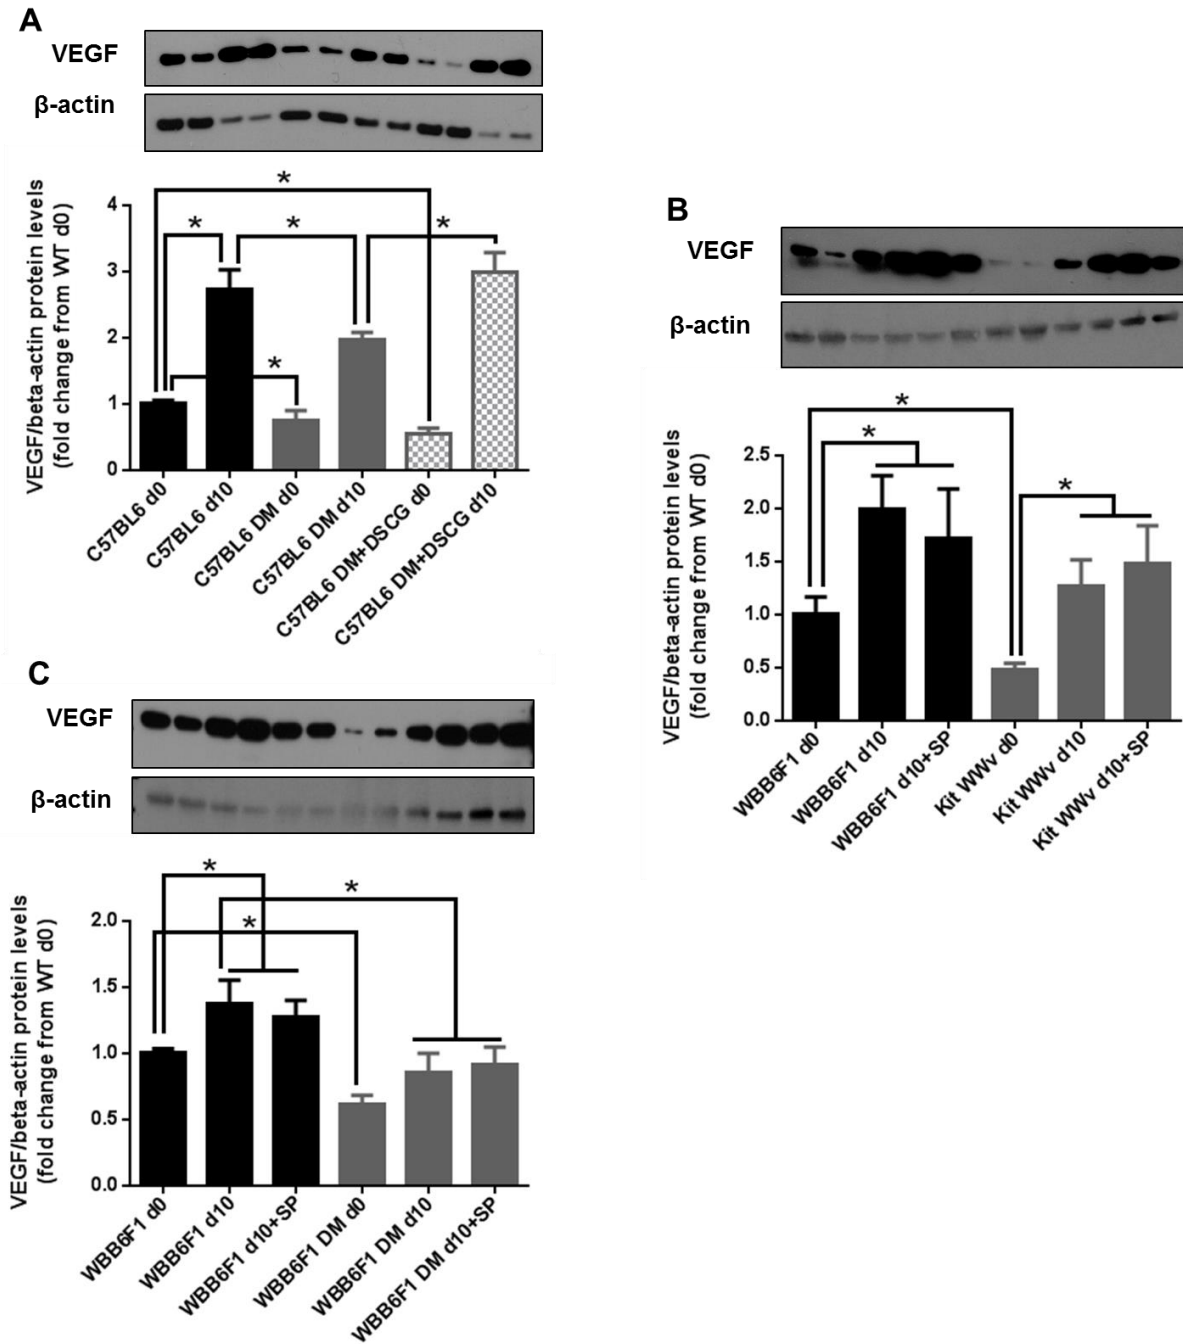 A
VEGF
β-actin
VEGF/beta-actin protein levels
(fold change from WT d0)
4
3
2
1
0
*
*
*
*
*
C57BL6 d0
C57BL6 d10
C57BL6 DM d0
C57BL6 DM d10
C57BL6 DM+DSCG d0
C57BL6 DM+DSCG d10
B
VEGF
β-actin
VEGF/beta-actin protein levels
(fold change from WT d0)
2.5
2.0
1.5
1.0
0.5
0.0
*
*
*
WBB6F1 d0
WBB6F1 d10
WBB6F1 d10+SP
Kit WWv d0
Kit WWv d10
Kit WWv d10+SP
C
VEGF
β-actin
VEGF/beta-actin protein levels
(fold change from WT d0)
2.0
1.5
1.0
0.5
0.0
*
*
*
WBB6F1 d0
WBB6F1 d10
WBB6F1 d10+SP
WBB6F1 DM d0
WBB6F1 DM d10
WBB6F1 DM d10+SP